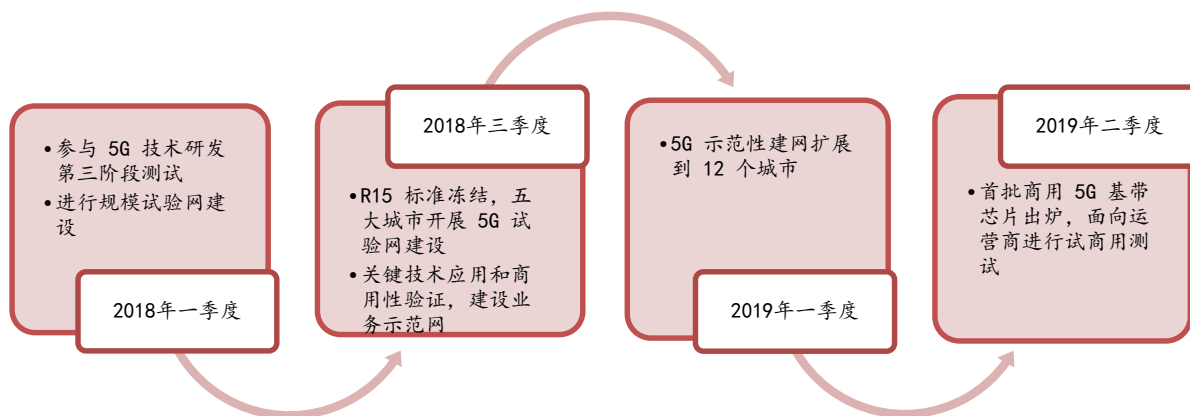 • 参与 5G 技术研发
第三阶段测试
• 进行规模试验网建
设
2018年一季度
2018年三季度
• R15 标准冻结，五
大城市开展 5G 试
验网建设
• 关键技术应用和商
用性验证，建设业
务示范网
• 5G 示范性建网扩展
到 12 个城市
2019年一季度
2019年二季度
• 首批商用 5G 基带
芯片出炉，面向运
营商进行试商用测
试